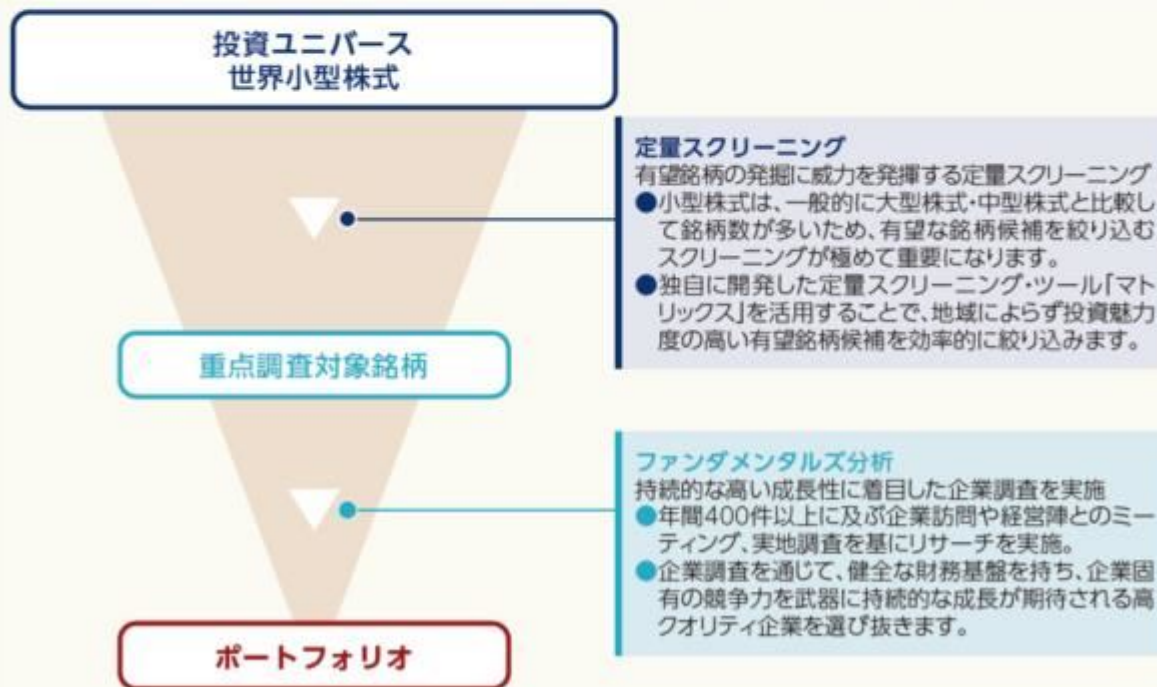 投資ユニバース
世界小型株式
定量スクリーニング
有望銘柄の発掘に威力を発揮する定量スクリーニング
●小型株式は、一般的に大型株式・中型株式と比較し
て銘柄数が多いため、有望な銘柄候補を絞り込む
スクリーニングが極めて重要になります。
●独自に開発した定量スクリーニング・ツール「マト
リックス」を活用することで、地域によらず投資魅力
度の高い有望銘柄候補を効率的に絞り込みます。
重点調査対象銘柄
ファンダメンタルズ分析
持続的な高い成長性に着目した企業調査を実施
●年間400件以上に及ぶ企業訪問や経営陣とのミー
ティング、実地調査を基にリサーチを実施。
●企業調査を通じて、健全な財務基盤を持ち、企業固
有の競争力を武器に持続的な成長が期待される高
クオリティ企業を選び抜きます。
ポートフォリオ